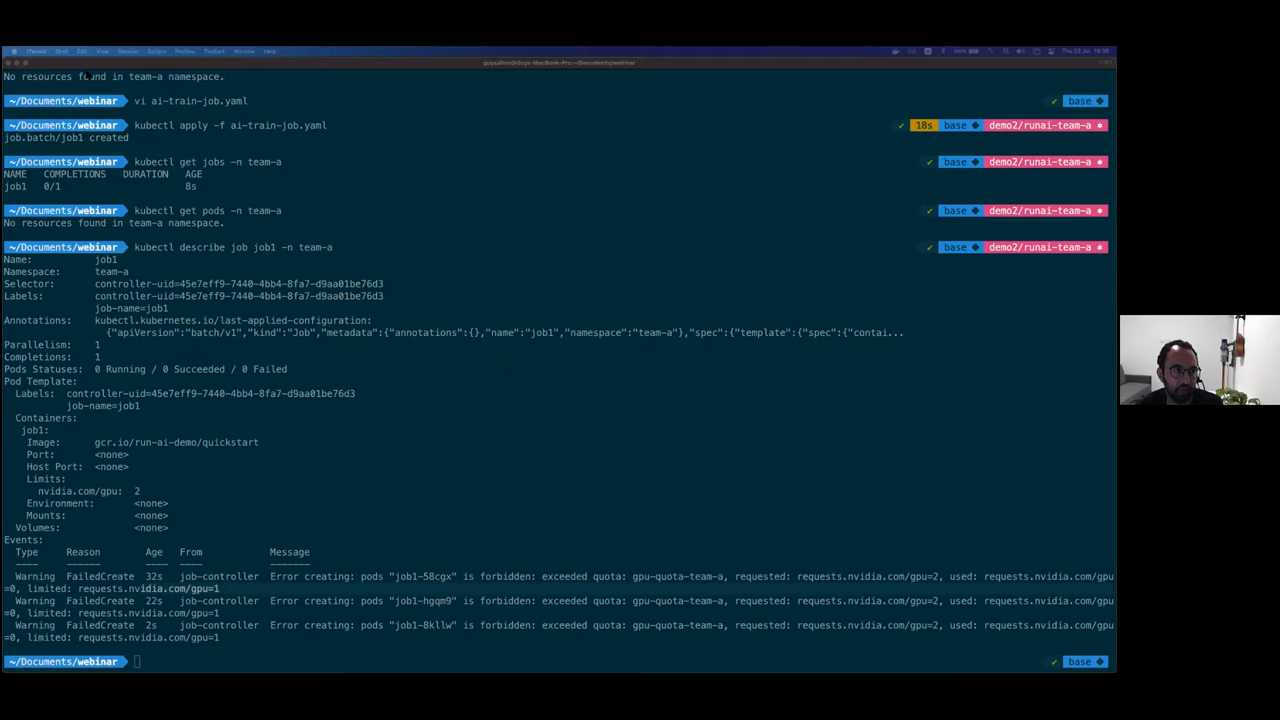 iTerm2 Shell Edit View Session Scripts Profiles Toolbelt Window Help
Thu 22 Jul
No resources found in team-a namespace.
~/Documents/webinar vi ai-train-job.yaml ✔ base
~/Documents/webinar kubectl apply -f ai-train-job.yaml ✔ 18s base demo2/runai-team-a
job.batch/job1 created
~/Documents/webinar kubectl get jobs -n team-a ✔ base demo2/runai-team-a
NAME COMPLETIONS DURATION AGE
job1 0/1 8s
~/Documents/webinar kubectl get pods -n team-a ✔ base demo2/runai-team-a
No resources found in team-a namespace.
~/Documents/webinar kubectl describe job job1 -n team-a ✔ base demo2/runai-team-a
Name: job1
Namespace: team-a
Selector: controller-uid=45e7eff9-7440-4bb4-8fa7-d9aa01be76d3
Labels: controller-uid=45e7eff9-7440-4bb4-8fa7-d9aa01be76d3
job-name=job1
Annotations: kubectl.kubernetes.io/last-applied-configuration:
{"apiVersion":"batch/v1","kind":"Job","metadata":{"annotations":{},"name":"job1","namespace":"team-a"},"spec":{"template":{"spec":{"contai...
Parallelism: 1
Completions: 1
Pods Statuses: 0 Running / 0 Succeeded / 0 Failed
Pod Template:
Labels: controller-uid=45e7eff9-7440-4bb4-8fa7-d9aa01be76d3
job-name=job1
Containers:
job1:
Image: gcr.io/run-ai-demo/quickstart
Port: <none>
Host Port: <none>
Limits:
nvidia.com/gpu: 2
Environment: <none>
Mounts: <none>
Volumes: <none>
Events:
Type Reason Age From Message
---- ------ ---- ---- -------
Warning FailedCreate 32s job-controller Error creating: pods "job1-58cgx" is forbidden: exceeded quota: gpu-quota-team-a, requested: requests.nvidia.com/gpu=2, used: requests.nvidia.com/gpu
=0, limited: requests.nvidia.com/gpu=1
Warning FailedCreate 22s job-controller Error creating: pods "job1-hgqm9" is forbidden: exceeded quota: gpu-quota-team-a, requested: requests.nvidia.com/gpu=2, used: requests.nvidia.com/gpu
=0, limited: requests.nvidia.com/gpu=1
Warning FailedCreate 2s job-controller Error creating: pods "job1-8kllw" is forbidden: exceeded quota: gpu-quota-team-a, requested: requests.nvidia.com/gpu=2, used: requests.nvidia.com/gpu
=0, limited: requests.nvidia.com/gpu=1
~/Documents/webinar ✔ base